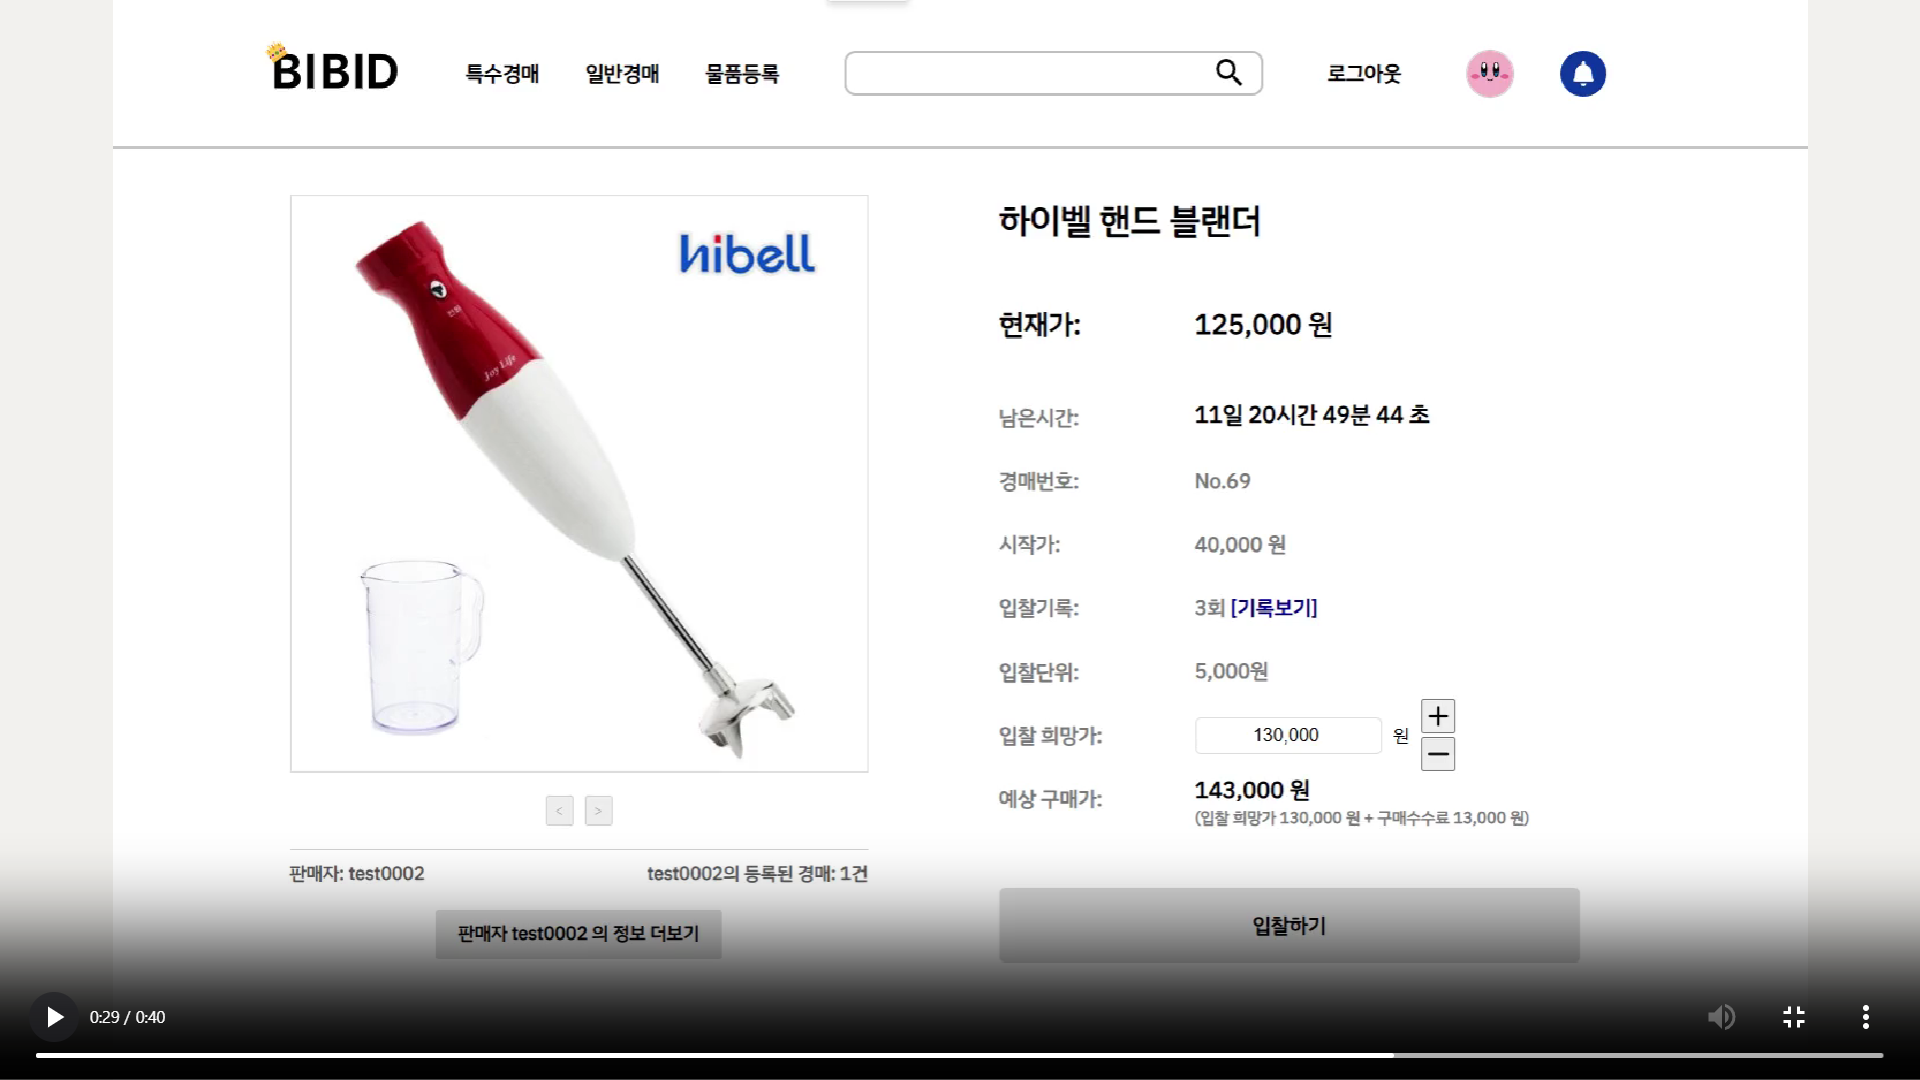 BIBID
특수경매 일반경매 물품등록 로그아웃
hibell
Joy Life
하이벨 핸드 블랜더
현재가: 125,000 원
남은시간: 11일 20시간 49분 44 초
경매번호: No.69
시작가: 40,000 원
입찰기록: 3회 [기록보기]
입찰단위: 5,000원
입찰 희망가: 130,000 원 + −
예상 구매가: 143,000 원
(입찰 희망가 130,000 원 + 구매수수료 13,000 원)
< >
판매자: test0002 test0002의 등록된 경매: 1건
판매자 test0002 의 정보 더보기
입찰하기
0:29 / 0:40